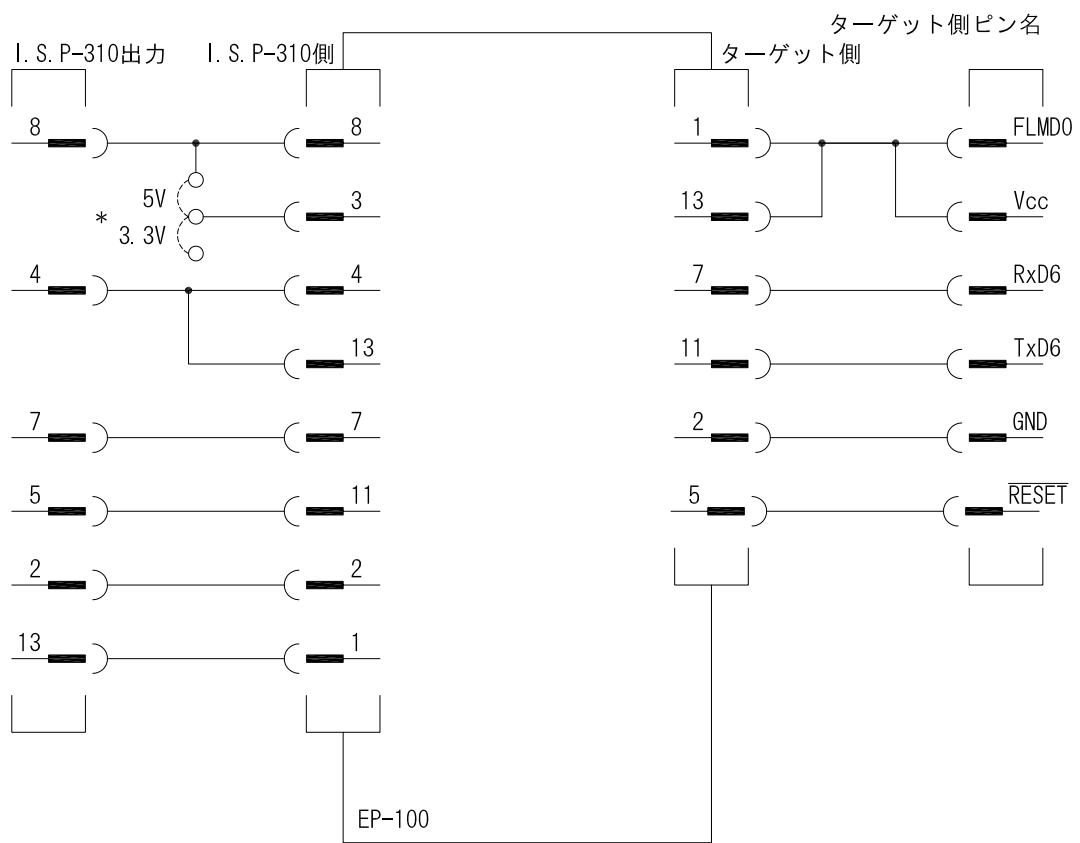 ターゲット側ピン名
I.S.P-310出力 I.S.P-310側 ターゲット側
8 8 1 FLMD0
5V 3 13 Vcc
* 3.3V
4 4 7 RxD6
13 11 TxD6
7 7 2 GND
5 11 5 RESET
2 2
13 1
EP-100